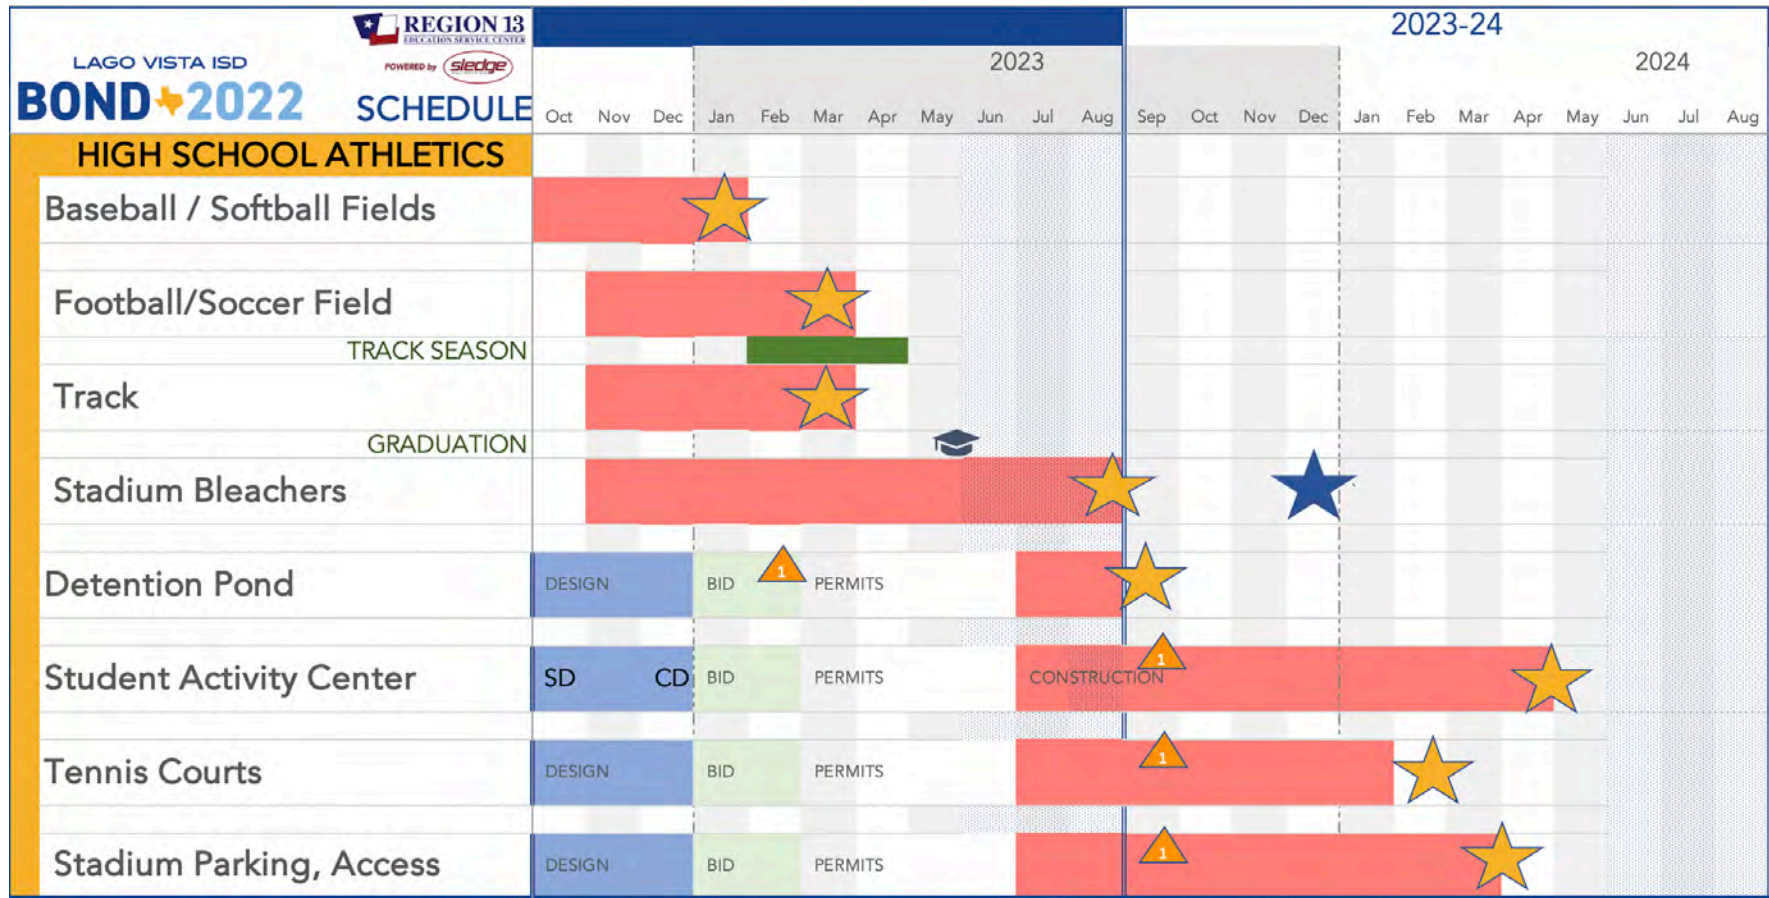 REGION 13
EDUCATION SERVICE CENTER
POWERED by sledge
LAGO VISTA ISD
BOND 2022
SCHEDULE
2023-24
2023
2024
Oct Nov Dec Jan Feb Mar Apr May Jun Jul Aug Sep Oct Nov Dec Jan Feb Mar Apr May Jun Jul Aug
HIGH SCHOOL ATHLETICS
Baseball / Softball Fields
Football/Soccer Field
TRACK SEASON
Track
GRADUATION
Stadium Bleachers
Detention Pond DESIGN BID 1 PERMITS
Student Activity Center SD CD BID PERMITS CONSTRUCTION 1
Tennis Courts DESIGN BID PERMITS 1
Stadium Parking, Access DESIGN BID PERMITS 1